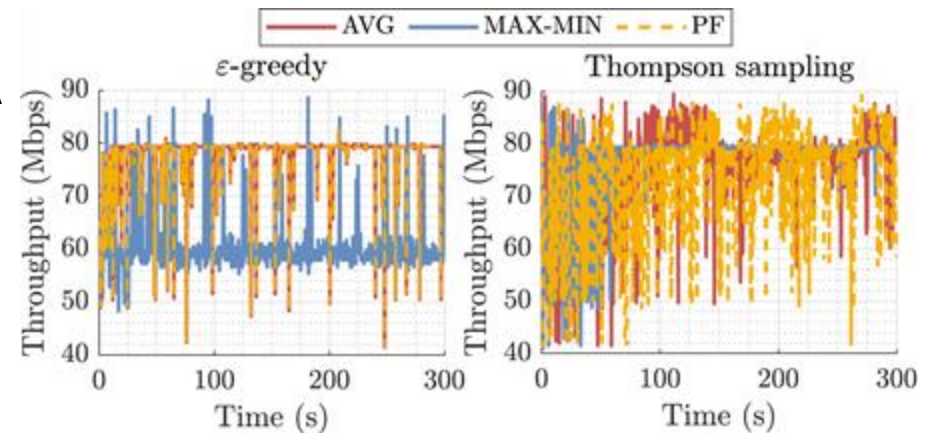 AVG MAX-MIN PF
ε-greedy
Thompson sampling
Throughput (Mbps)
90
80
70
60
50
40
0 100 200 300
Time (s)
Throughput (Mbps)
90
80
70
60
50
40
0 100 200 300
Time (s)